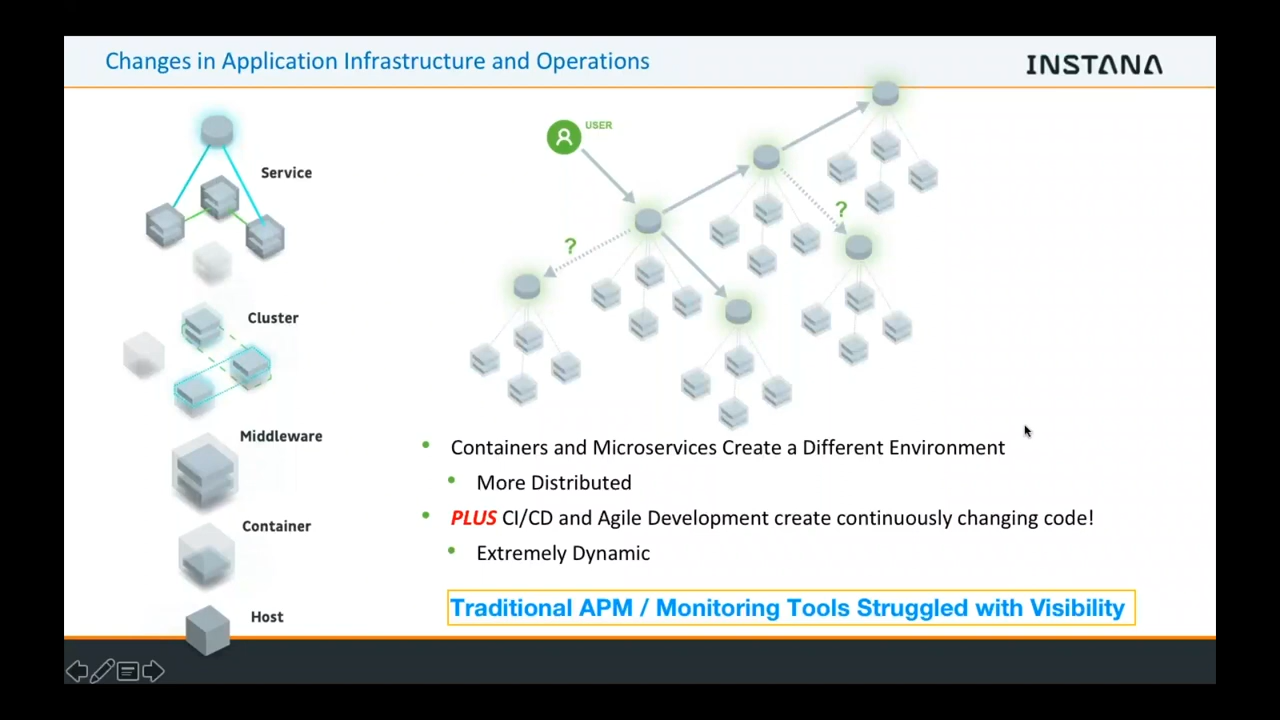 Changes in Application Infrastructure and Operations
INSTANA
USER
Service
?
?
Cluster
Middleware
Container
Host
Containers and Microservices Create a Different Environment
More Distributed
PLUS CI/CD and Agile Development create continuously changing code!
Extremely Dynamic
Traditional APM / Monitoring Tools Struggled with Visibility